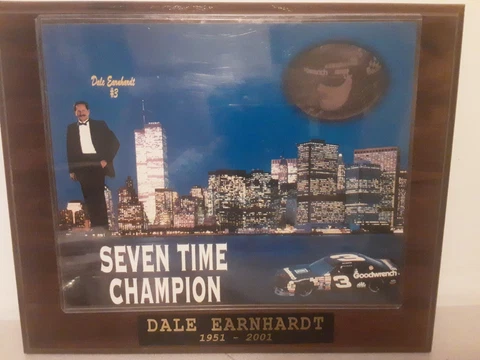 Dale Earnhardt
#3
SEVEN TIME
CHAMPION
3 Goodwrench
DALE EARNHARDT
1951 - 2001